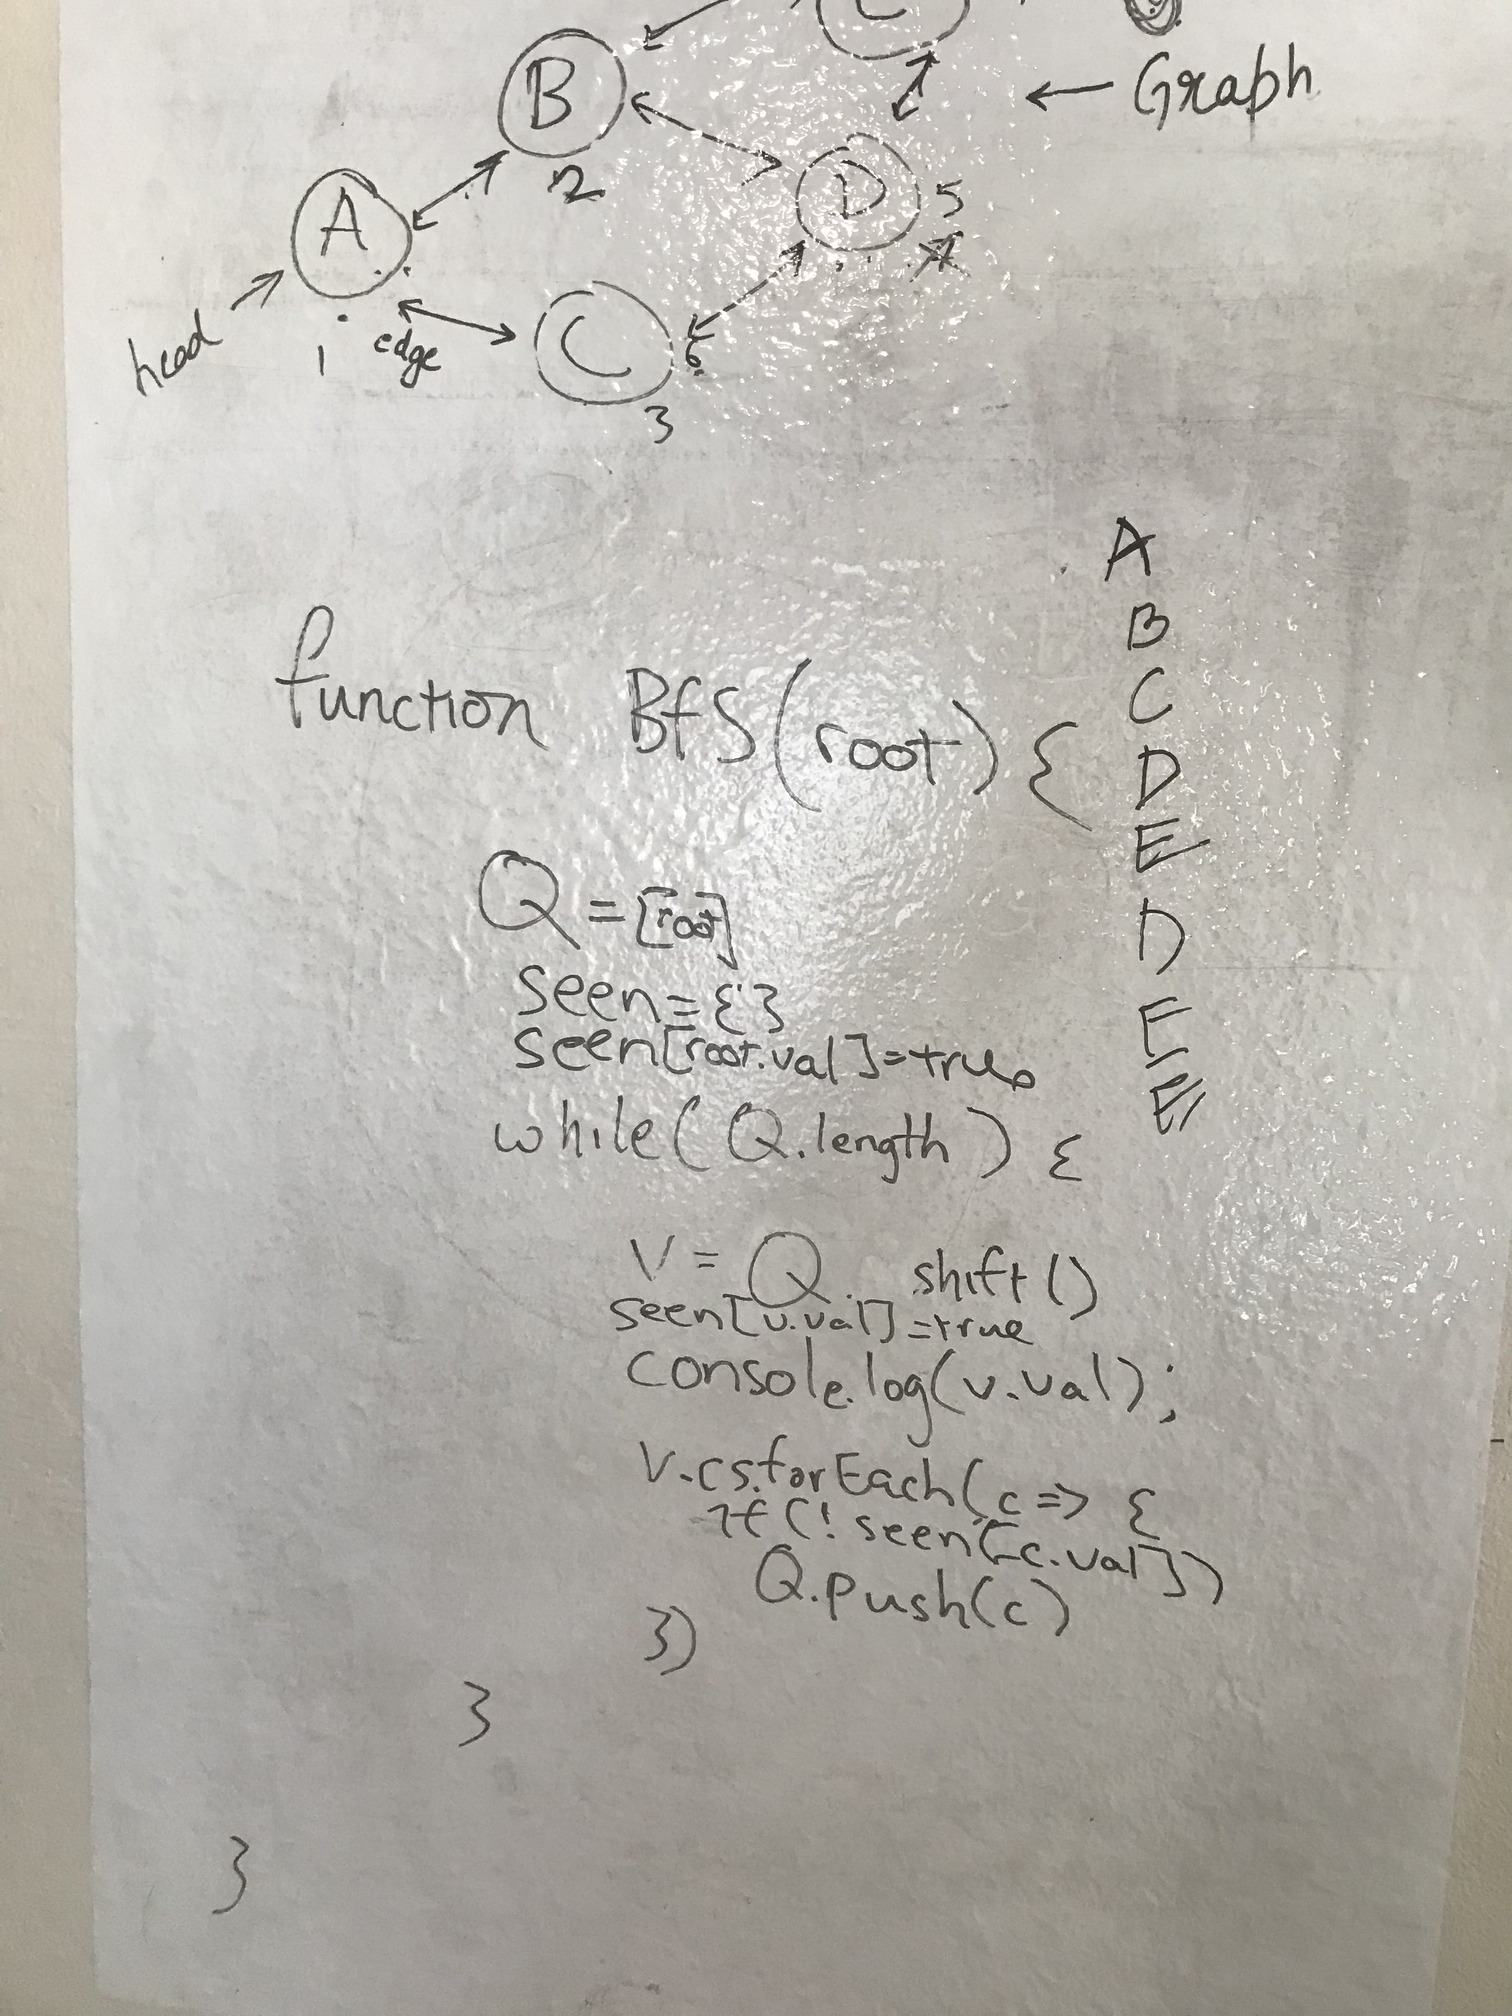 ← Graph
B
2
D 5
A
head
1 edge
C 6
3
A
B
C
D
E
D
E
E
function BfS(root) {
Q = [root]
seen = {}
seen[root.val] = true
while(Q.length) {
v = Q. shift()
seen[v.val] = true
console.log(v.val);
v.cs.forEach(c => {
if(! seen[c.val])
Q.push(c)
})
}
}